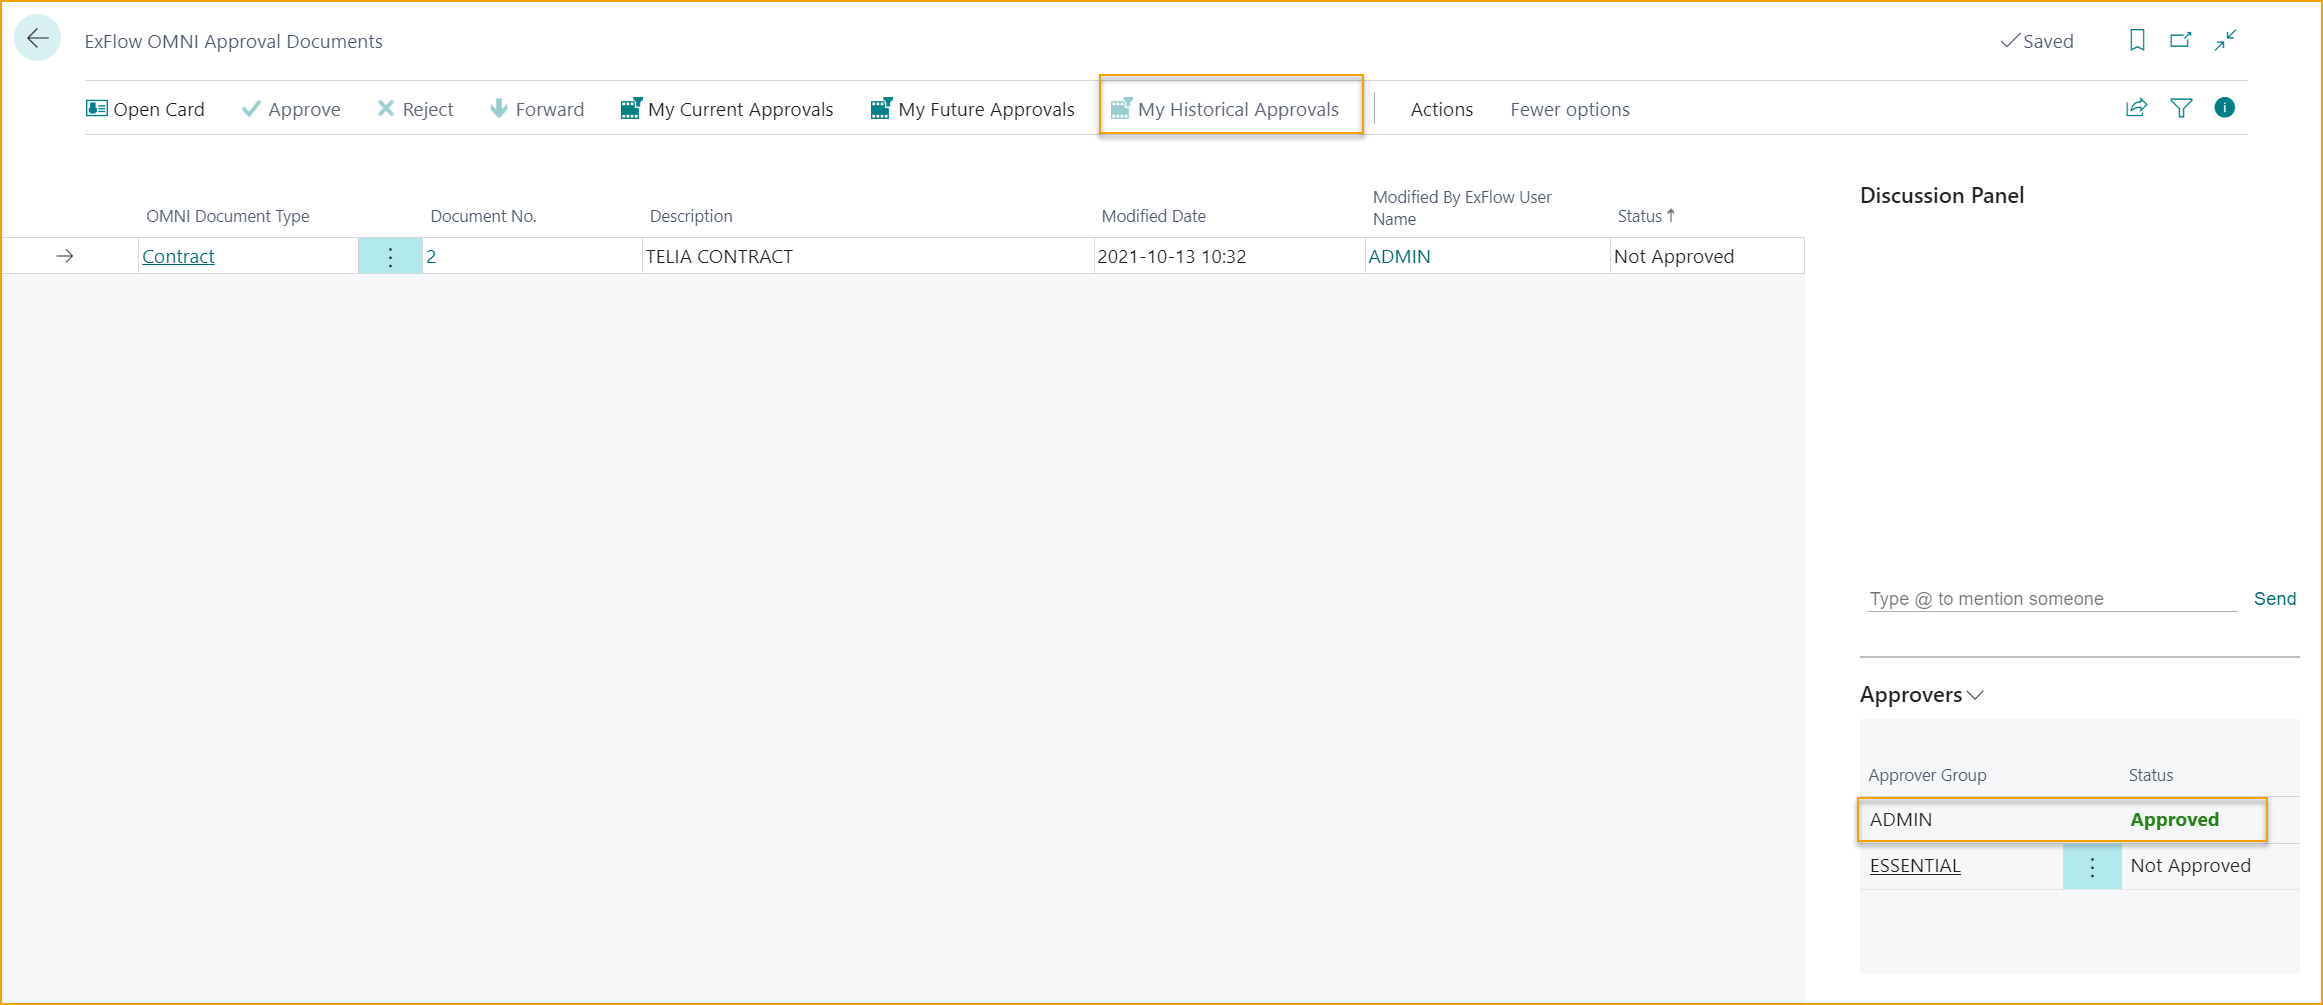 ExFlow OMNI Approval Documents
Saved
Open Card Approve Reject Forward My Current Approvals My Future Approvals My Historical Approvals Actions Fewer options
OMNI Document Type Document No. Description Modified Date Modified By ExFlow User Name Status
Contract 2 TELIA CONTRACT 2021-10-13 10:32 ADMIN Not Approved
Discussion Panel
Type @ to mention someone Send
Approvers
Approver Group Status
ADMIN Approved
ESSENTIAL Not Approved